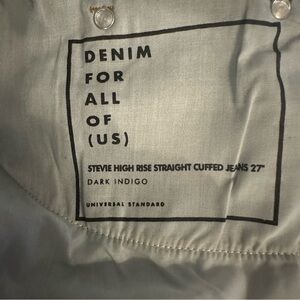 DENIM
FOR
ALL
OF
(US)
STEVIE HIGH RISE STRAIGHT CUFFED JEANS 27"
DARK INDIGO
UNIVERSAL STANDARD